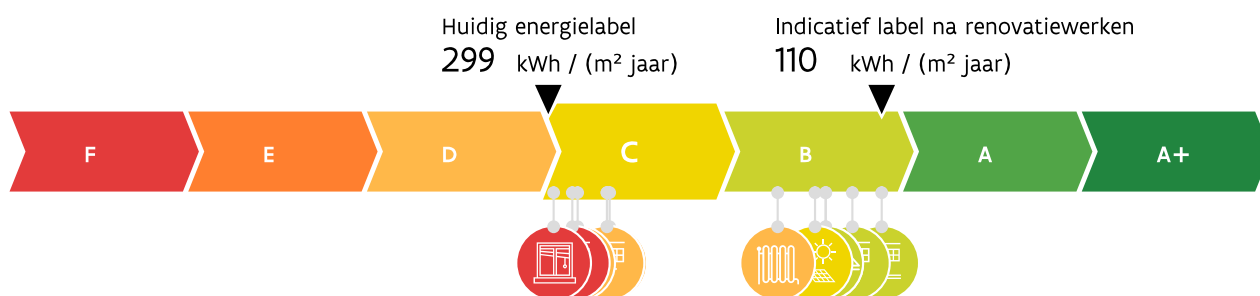 Huidig energielabel
299 kWh / (m² jaar)
Indicatief label na renovatiewerken
110 kWh / (m² jaar)
F
E
D
C
B
A
A+